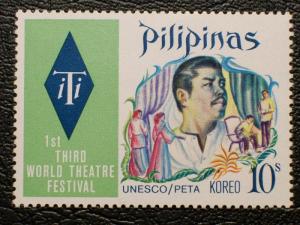 Pilipinas
iTi
1st
THIRD
WORLD THEATRE
FESTIVAL
UNESCO/PETA KOREO 10s